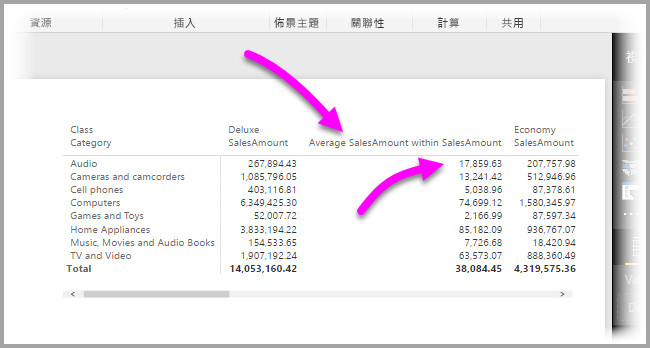 資源 插入 佈景主題 關聯性 計算 共用
Class Deluxe Economy
Category SalesAmount Average SalesAmount within SalesAmount SalesAmount
Audio 267,894.43 17,859.63 207,757.98
Cameras and camcorders 1,085,796.05 13,241.42 512,946.96
Cell phones 403,116.81 5,038.96 87,378.61
Computers 6,349,425.30 74,699.12 1,580,345.97
Games and Toys 52,007.72 2,166.99 87,597.34
Home Appliances 3,833,194.22 85,182.09 936,767.07
Music, Movies and Audio Books 154,533.65 7,726.68 18,420.94
TV and Video 1,907,192.24 63,573.07 888,360.49
Total 14,053,160.42 38,084.45 4,319,575.36